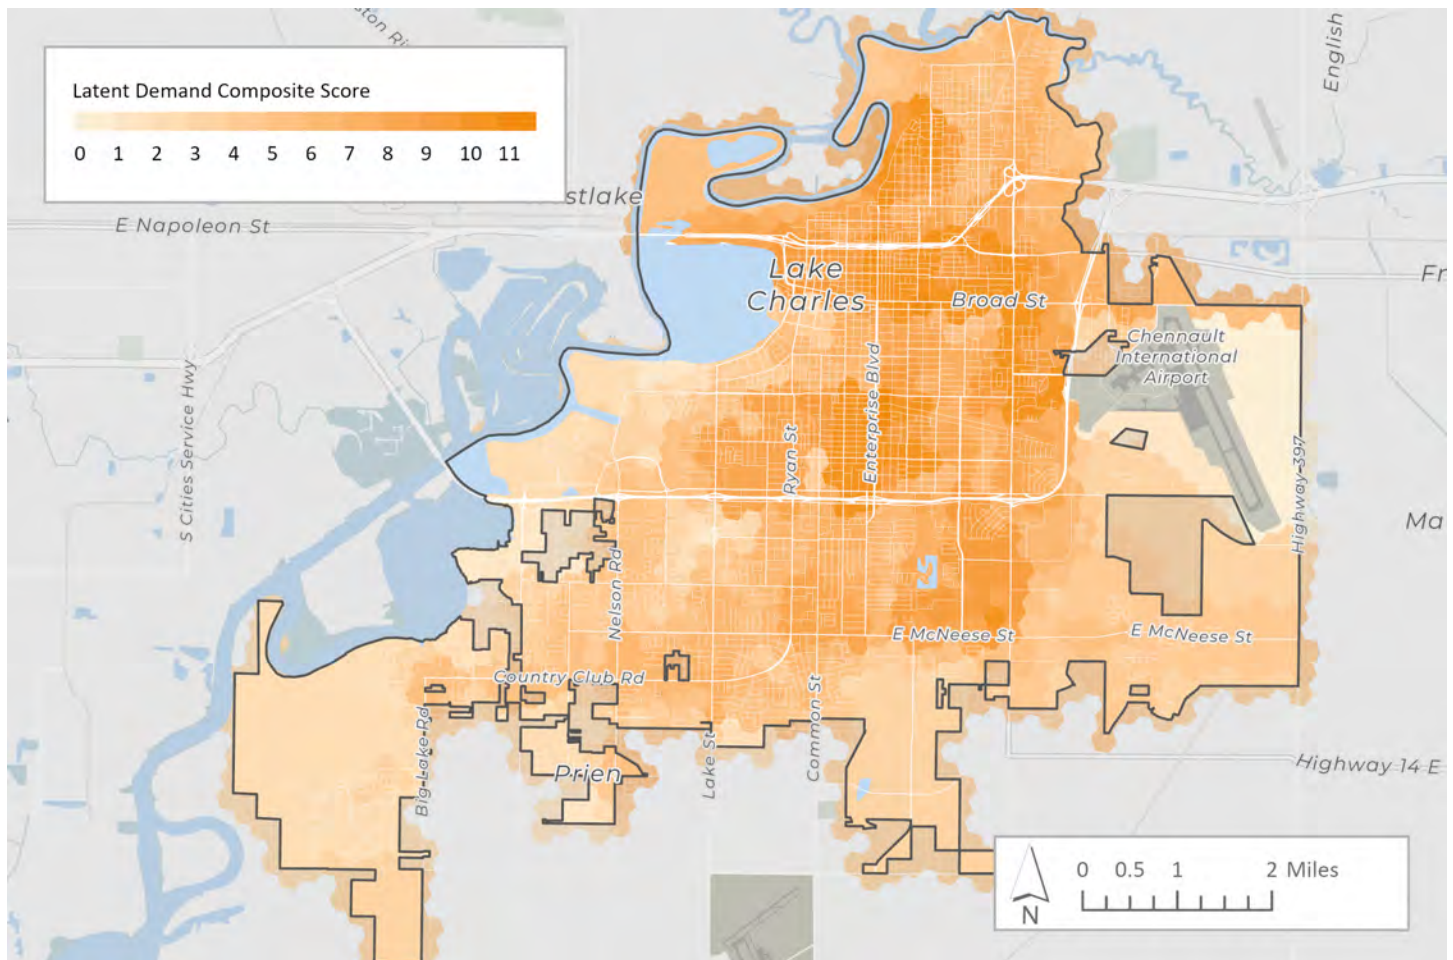 Latent Demand Composite Score
0 1 2 3 4 5 6 7 8 9 10 11
ston Ri
English
stlake
E Napoleon St
Lake
Charles
Broad St
Fr
Chennault
International
Airport
S Cities Service Hwy
Ryan St
Enterprise Blvd
Highway 397
Ma
Nelson Rd
E McNeese St
E McNeese St
Country Club Rd
Big Lake Rd
Lake St
Common St
Prien
Highway 14 E
N
0 0.5 1 2 Miles